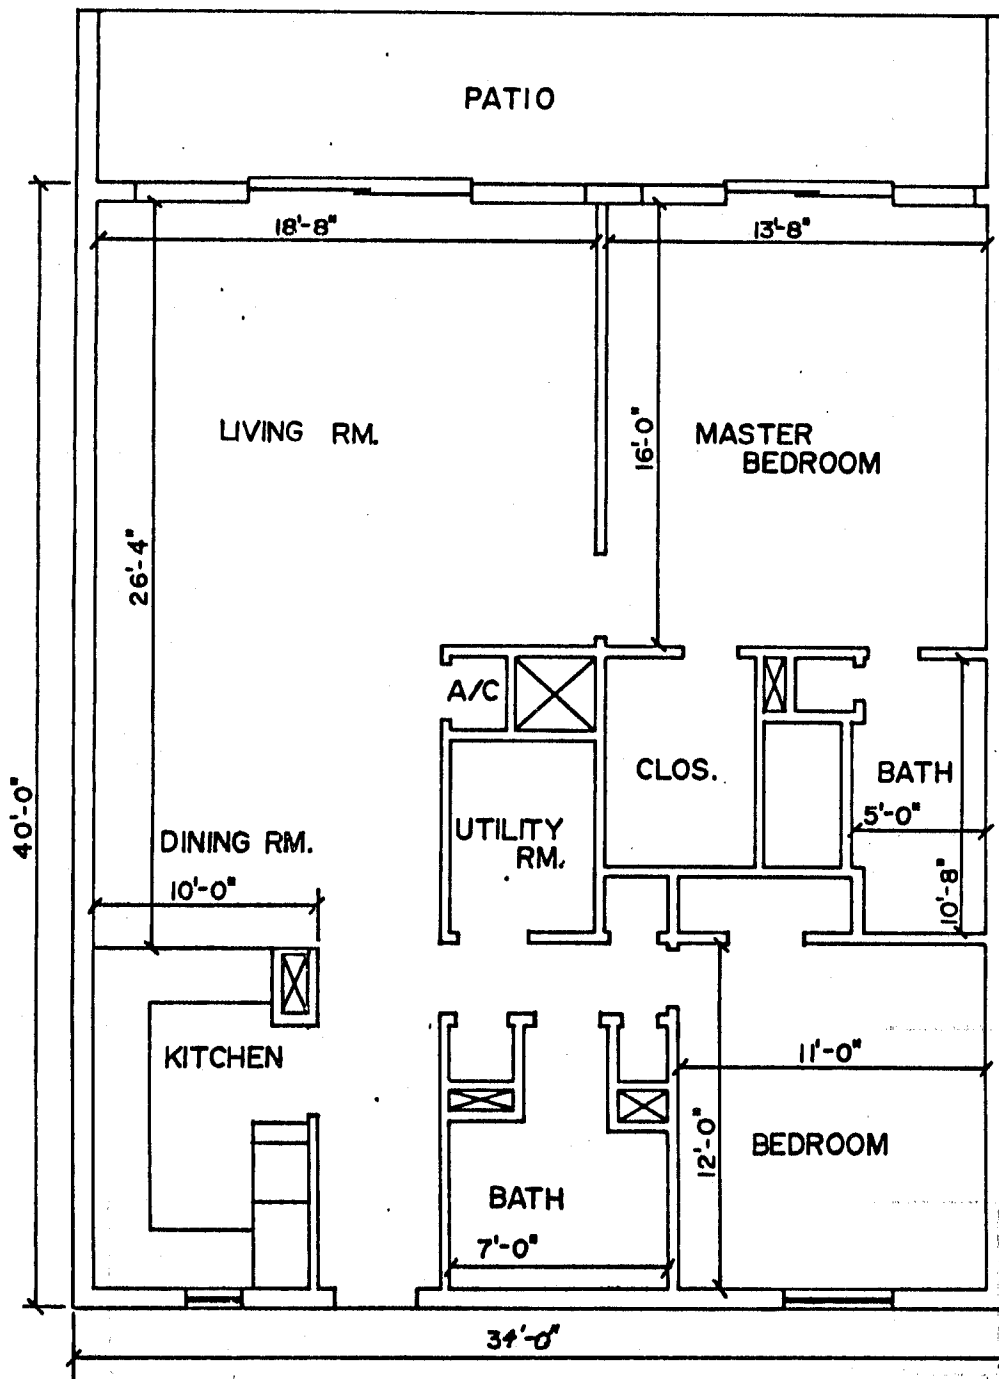 PATIO
18'-8"
13'-8"
LIVING RM.
16'-0"
MASTER
BEDROOM
26'-4"
A/C
CLOS.
BATH
5'-0"
40'-0"
DINING RM.
UTILITY
RM.
10'-0"
10'-8"
KITCHEN
11'-0"
12'-0"
BEDROOM
BATH
7'-0"
34'-0"